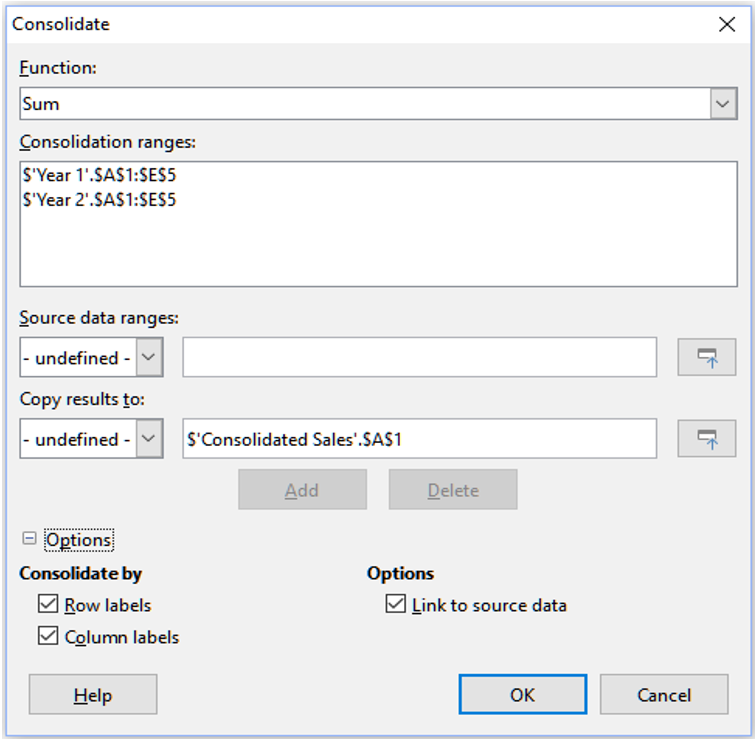 Consolidate
Function:
Sum
Consolidation ranges:
$'Year 1'.$A$1:$E$5
$'Year 2'.$A$1:$E$5
Source data ranges:
- undefined -
Copy results to:
- undefined - $'Consolidated Sales'.$A$1
Add Delete
Options
Consolidate by Options
Row labels Link to source data
Column labels
Help OK Cancel